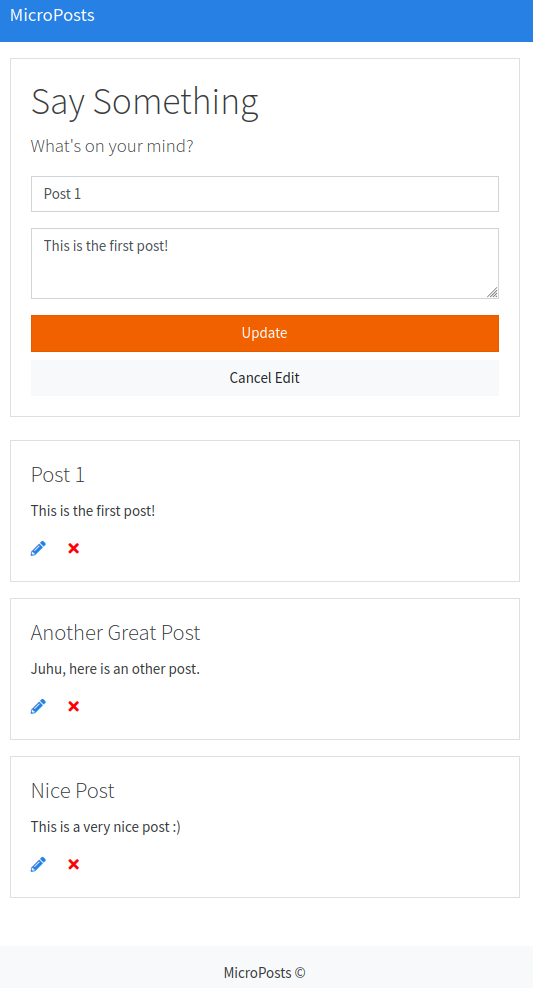 MicroPosts
Say Something
What's on your mind?
Post 1
This is the first post!
Update
Cancel Edit
Post 1
This is the first post!
Another Great Post
Juhu, here is an other post.
Nice Post
This is a very nice post :)
MicroPosts ©